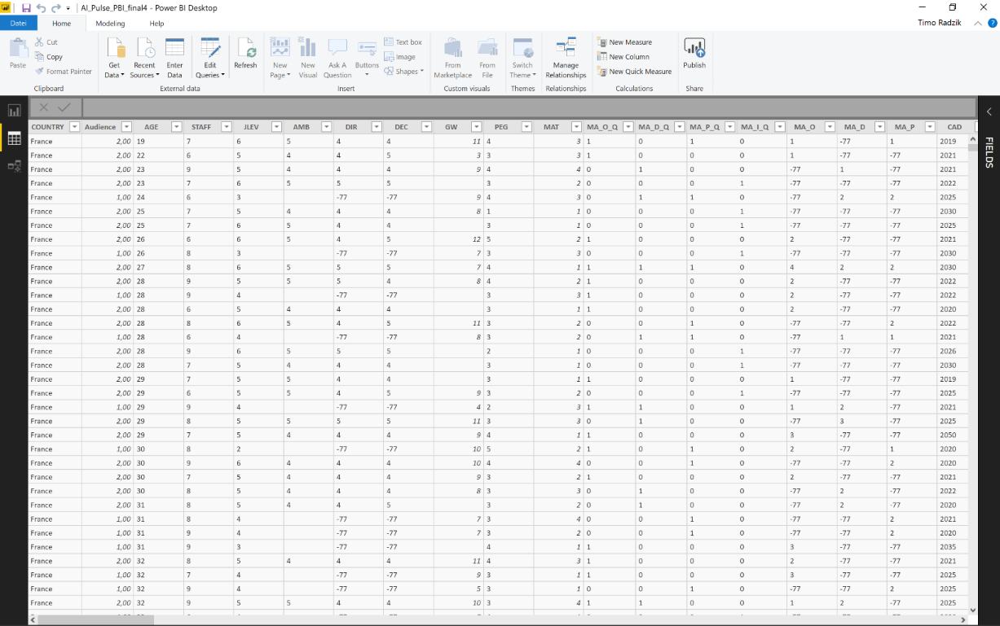 AI_Pulse_PBI_final4 - Power BI Desktop
Datei Home Modeling Help Timo Radzik
Paste Cut Copy Format Painter Clipboard
Get Data Recent Sources Enter Data Edit Queries Refresh External data
New Page New Visual Ask A Question Buttons Text box Image Shapes Insert
From Marketplace From File Custom visuals
Switch Theme Themes
Manage Relationships Relationships
New Measure New Column New Quick Measure Calculations
Publish Share
FIELDS
COUNTRY Audience AGE STAFF JLEV AMB DIR DEC GW PEG MAT MA_O_Q MA_D_Q MA_P_Q MA_I_Q MA_O MA_D MA_P CAD
France 2,00 19 7 6 5 4 4 11 4 3 1 0 1 0 1 -77 1 2019
France 2,00 22 6 5 4 4 5 3 3 3 1 0 0 0 1 -77 -77 2021
France 2,00 23 9 5 4 4 4 9 4 4 0 1 0 0 -77 1 -77 2021
France 2,00 23 7 6 5 5 5 3 2 0 0 0 1 -77 -77 -77 2022
France 1,00 24 6 3 -77 -77 9 4 3 0 1 1 0 -77 2 2 2025
France 2,00 25 7 5 4 4 4 8 1 1 0 0 0 1 -77 -77 -77 2030
France 2,00 25 7 6 5 4 4 3 1 0 0 0 1 -77 -77 -77 2025
France 2,00 26 6 6 5 4 5 12 5 2 1 0 0 0 2 -77 -77 2021
France 1,00 26 8 3 -77 -77 7 3 3 0 0 0 1 -77 -77 -77 2030
France 2,00 27 8 6 5 5 5 7 4 1 1 1 1 0 4 2 2 2030
France 2,00 28 9 5 5 5 4 8 4 2 1 0 0 0 2 -77 -77 2022
France 1,00 28 9 4 -77 -77 3 3 1 0 0 0 2 -77 -77 2022
France 2,00 28 6 5 4 4 4 3 1 1 0 0 0 2 -77 -77 2020
France 2,00 28 8 6 5 4 5 11 3 2 0 0 1 0 -77 -77 2 2022
France 1,00 28 6 4 -77 -77 8 3 2 0 1 1 0 -77 1 1 2021
France 2,00 28 9 6 5 5 5 2 1 0 0 0 1 -77 -77 -77 2026
France 2,00 28 7 5 4 4 4 3 1 0 0 0 1 -77 -77 -77 2030
France 2,00 29 7 5 5 4 4 3 1 1 0 0 0 1 -77 -77 2019
France 2,00 29 6 5 5 4 5 9 3 2 0 0 0 1 -77 -77 -77 2025
France 1,00 29 9 4 -77 -77 4 2 3 1 1 0 0 1 2 -77 2021
France 2,00 29 8 5 5 5 5 11 3 3 0 1 0 0 -77 3 -77 2025
France 2,00 29 7 5 4 4 4 9 4 1 1 0 0 0 3 -77 -77 2050
France 1,00 30 8 2 -77 -77 10 5 2 1 0 1 0 2 -77 1 2020
France 2,00 30 9 6 4 4 4 10 4 4 0 0 1 0 -77 -77 2 2020
France 2,00 30 7 5 4 4 4 9 3 2 1 0 0 0 2 -77 -77 2021
France 2,00 30 8 5 4 4 4 8 3 3 0 1 0 0 -77 2 -77 2022
France 2,00 31 8 5 4 4 5 3 2 0 1 0 0 -77 2 -77 2020
France 1,00 31 8 4 -77 -77 7 3 4 0 0 1 0 -77 -77 2 2021
France 1,00 31 9 4 -77 -77 7 3 2 0 0 1 0 -77 -77 2 2020
France 1,00 31 9 3 -77 -77 4 1 1 0 0 0 3 -77 -77 2035
France 2,00 32 8 5 4 4 4 11 4 3 1 0 0 0 2 -77 -77 2021
France 1,00 32 7 4 -77 -77 9 3 1 1 0 0 0 3 -77 -77 2025
France 1,00 32 9 4 -77 -77 5 3 1 0 0 1 0 -77 -77 2 2025
France 2,00 32 9 5 5 4 4 10 3 4 1 1 0 0 1 2 -77 2025